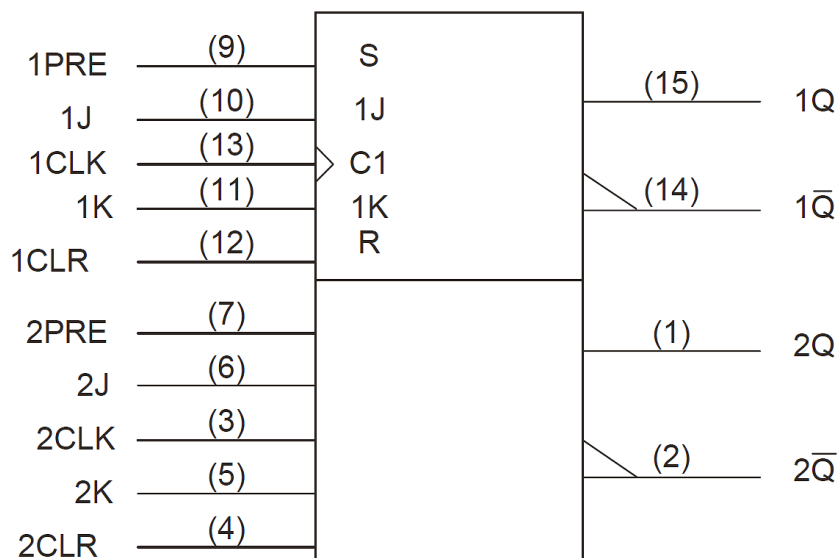 1PRE (9) S
1J (10) 1J
1CLK (13) C1
1K (11) 1K
1CLR (12) R
(15) 1Q
(14) 1Q̅
2PRE (7)
2J (6)
2CLK (3)
2K (5)
2CLR (4)
(1) 2Q
(2) 2Q̅